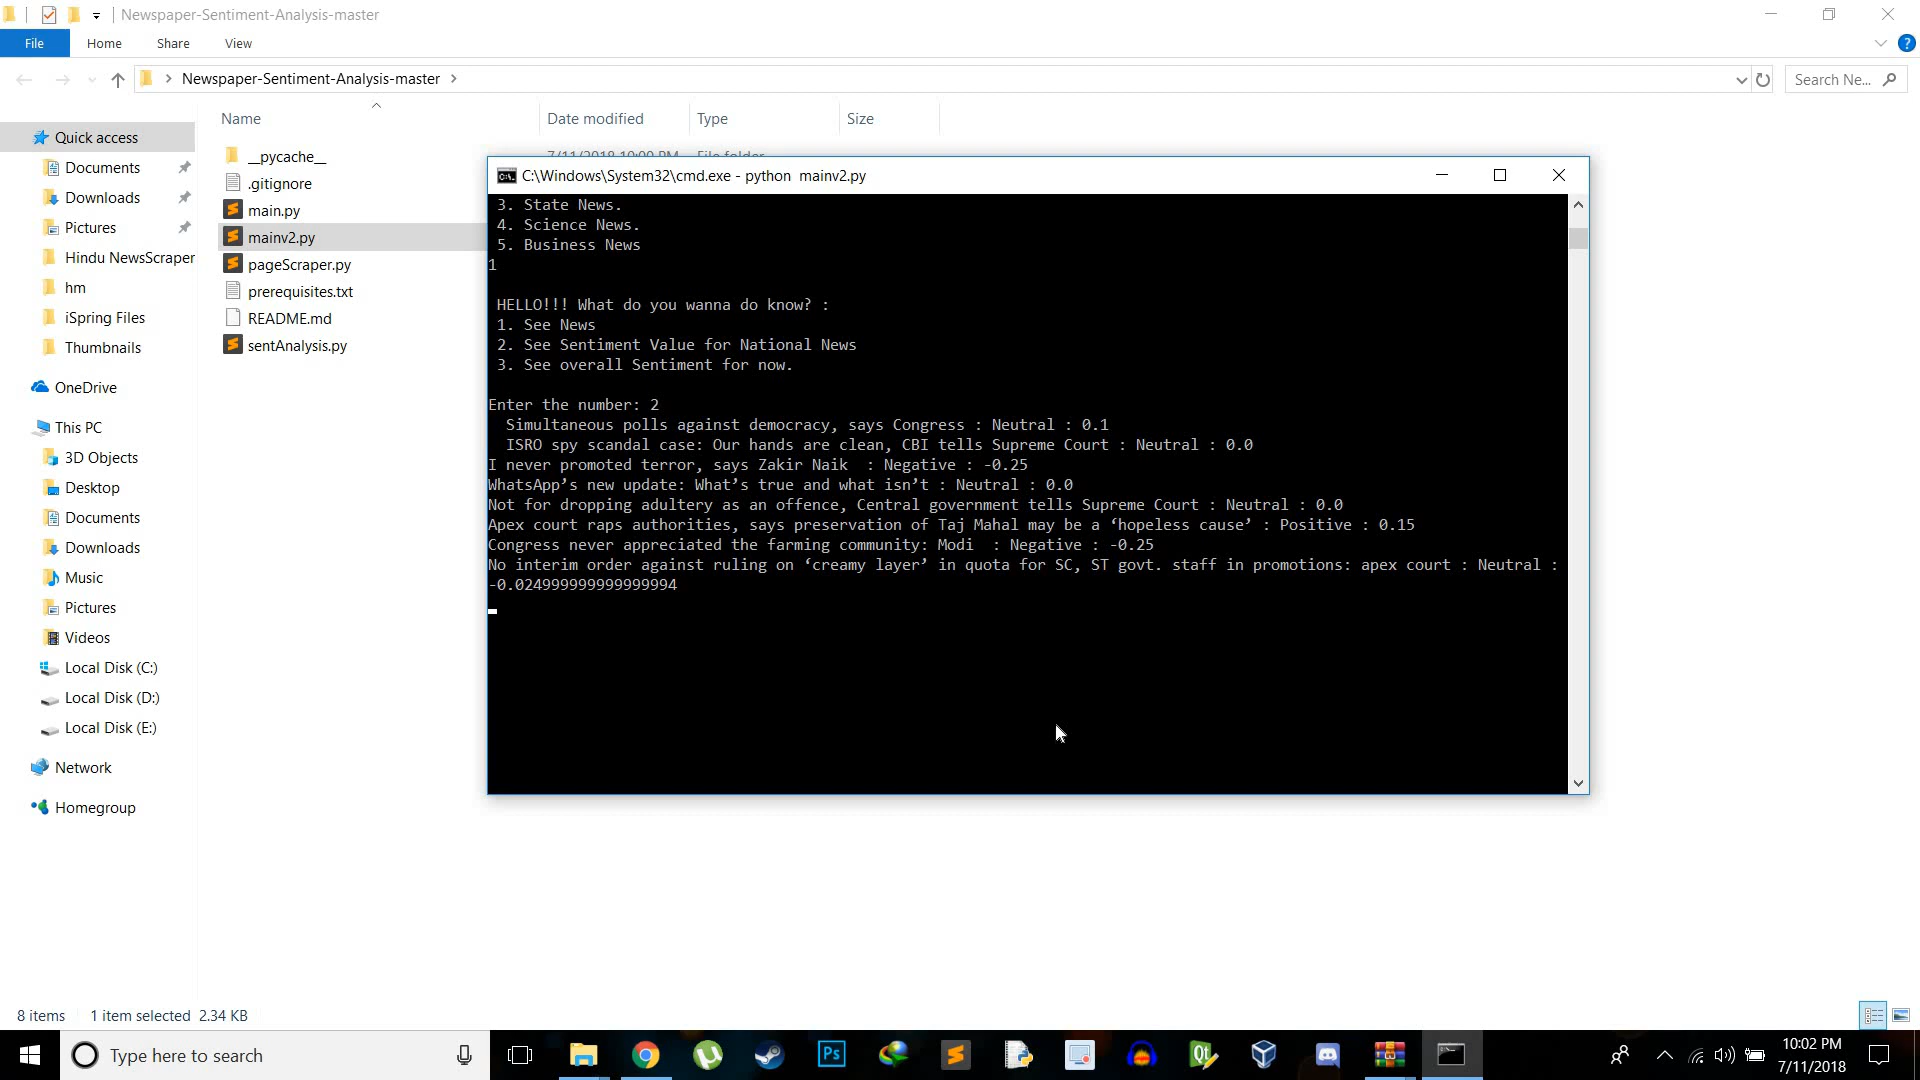 Newspaper-Sentiment-Analysis-master
File Home Share View
Newspaper-Sentiment-Analysis-master
Search Ne...
Name Date modified Type Size
Quick access
Documents
Downloads
Pictures
Hindu NewsScraper
hm
iSpring Files
Thumbnails
OneDrive
This PC
3D Objects
Desktop
Documents
Downloads
Music
Pictures
Videos
Local Disk (C:)
Local Disk (D:)
Local Disk (E:)
Network
Homegroup
__pycache__ 7/11/2018 10:00 PM File folder
.gitignore
main.py
mainv2.py
pageScraper.py
prerequisites.txt
README.md
sentAnalysis.py
C:\Windows\System32\cmd.exe - python  mainv2.py
3. State News.
4. Science News.
5. Business News
1
HELLO!!! What do you wanna do know? :
1. See News
2. See Sentiment Value for National News
3. See overall Sentiment for now.
Enter the number: 2
Simultaneous polls against democracy, says Congress : Neutral : 0.1
ISRO spy scandal case: Our hands are clean, CBI tells Supreme Court : Neutral : 0.0
I never promoted terror, says Zakir Naik  : Negative : -0.25
WhatsApp’s new update: What’s true and what isn’t : Neutral : 0.0
Not for dropping adultery as an offence, Central government tells Supreme Court : Neutral : 0.0
Apex court raps authorities, says preservation of Taj Mahal may be a ‘hopeless cause’ : Positive : 0.15
Congress never appreciated the farming community: Modi  : Negative : -0.25
No interim order against ruling on ‘creamy layer’ in quota for SC, ST govt. staff in promotions: apex court : Neutral :
-0.024999999999999994
8 items 1 item selected 2.34 KB
Type here to search
Ps
10:02 PM
7/11/2018